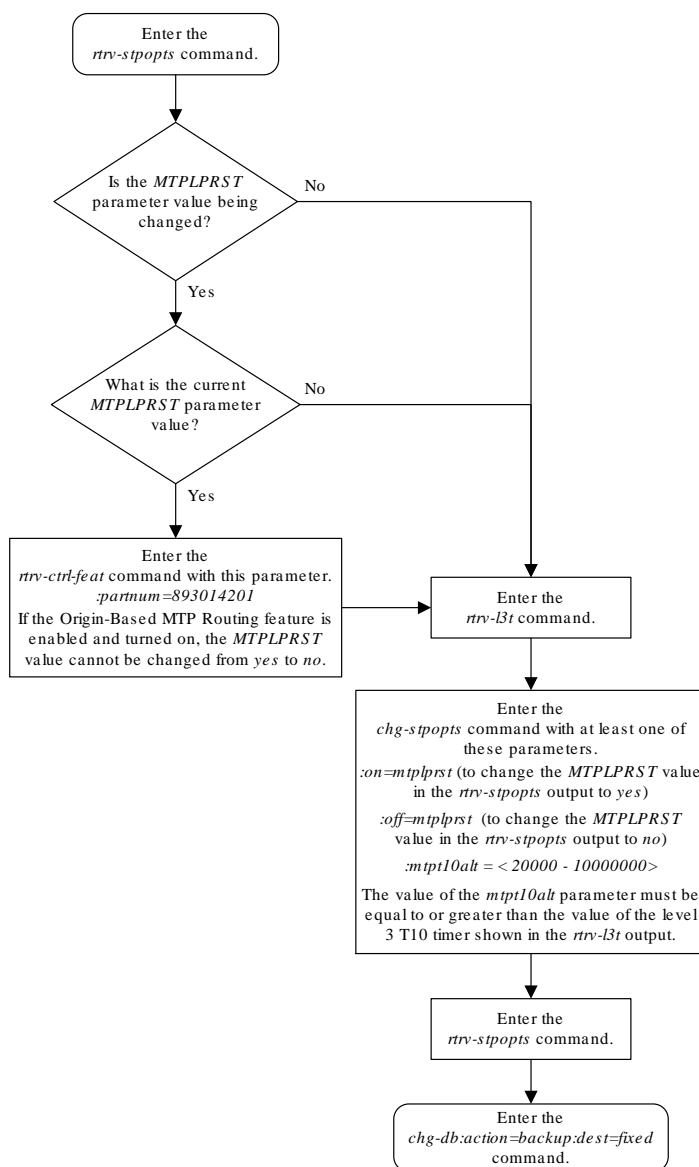 Enter the
rtrv-stpopts command.
Is the MTPLPRST
parameter value being
changed?
No
Yes
What is the current
MTPLPRST parameter
value?
No
Yes
Enter the
rtrv-ctrl-feat command with this parameter.
:partnum=893014201
If the Origin-Based MTP Routing feature is
enabled and turned on, the MTPLPRST
value cannot be changed from yes to no.
Enter the
rtrv-l3t command.
Enter the
chg-stpopts command with at least one of
these parameters.
:on=mtplprst (to change the MTPLPRST value
in the rtrv-stpopts output to yes)
:off=mtplprst (to change the MTPLPRST
value in the rtrv-stpopts output to no)
:mtpt10alt = < 20000 - 10000000>
The value of the mtpt10alt parameter must be
equal to or greater than the value of the level
3 T10 timer shown in the rtrv-l3t output.
Enter the
rtrv-stpopts command.
Enter the
chg-db:action=backup:dest=fixed
command.